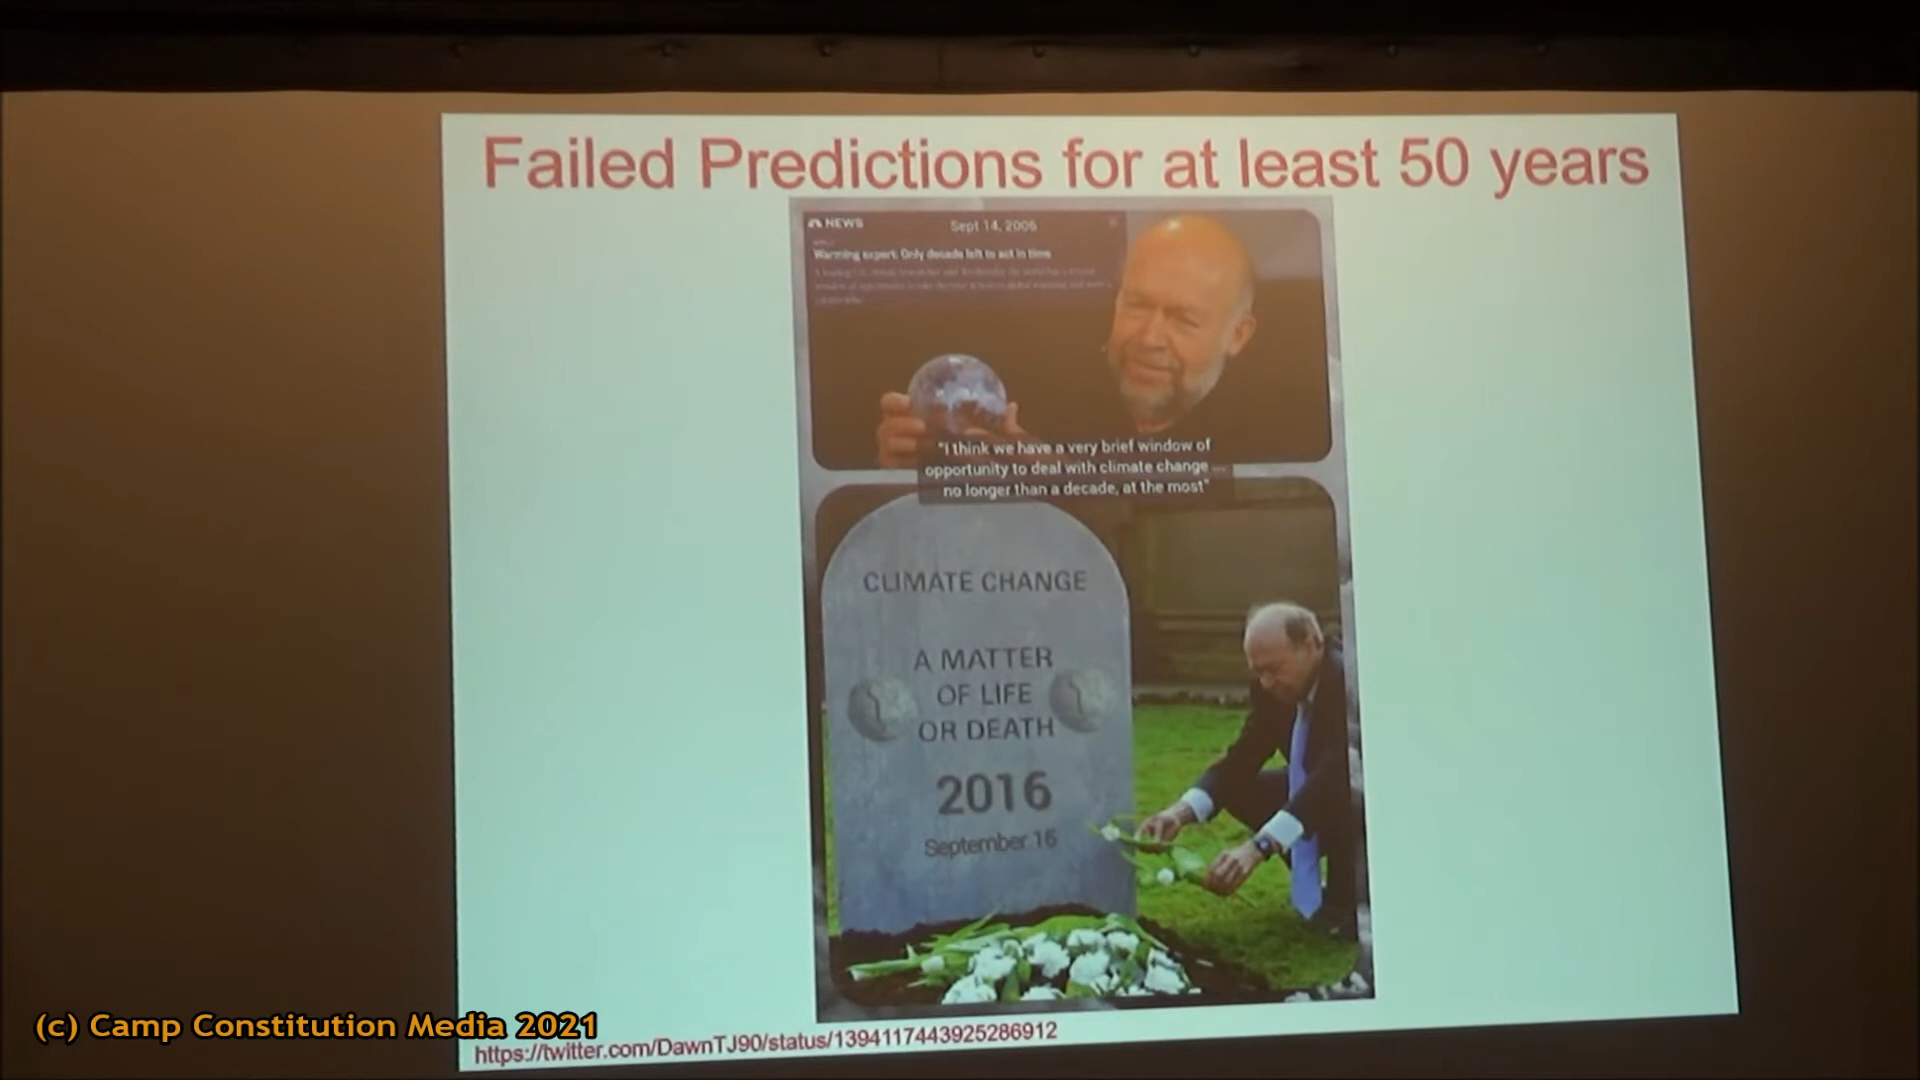 Failed Predictions for at least 50 years
NEWS
Sept 14, 2006
Warming expert: Only decade left to act in time
"I think we have a very brief window of
opportunity to deal with climate change ...
no longer than a decade, at the most"
CLIMATE CHANGE
A MATTER
OF LIFE
OR DEATH
2016
September 16
(c) Camp Constitution Media 2021
https://twitter.com/DawnTJ90/status/1394117443925286912